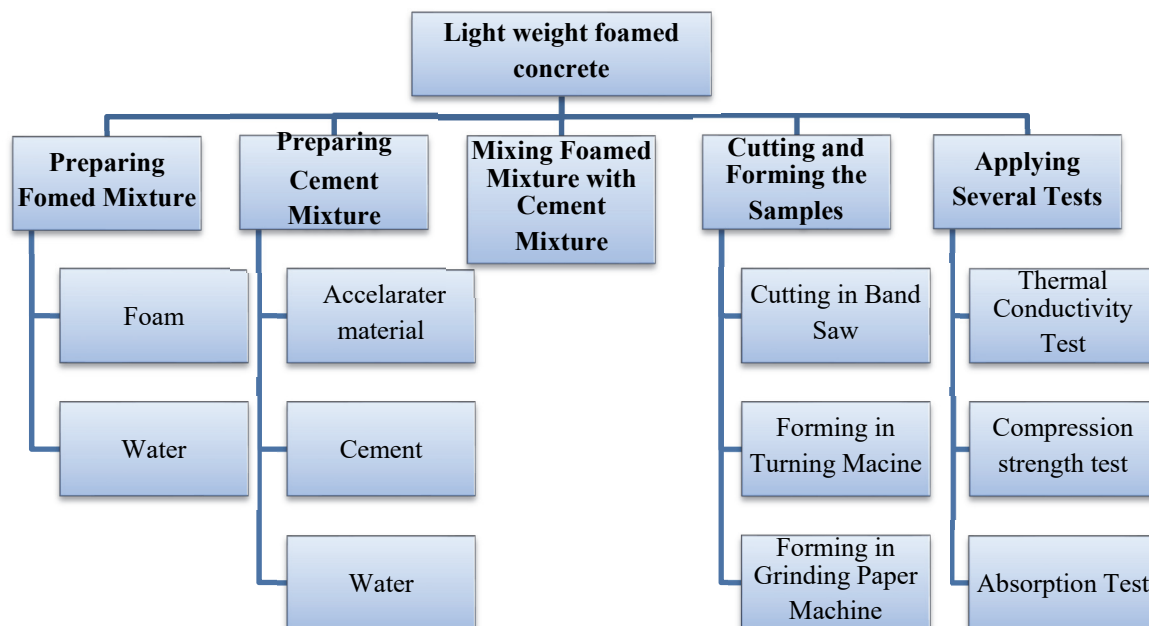 Light weight foamed
concrete
Preparing
Fomed Mixture
Foam
Water
Preparing
Cement
Mixture
Accelarater
material
Cement
Water
Mixing Foamed
Mixture with
Cement
Mixture
Cutting and
Forming the
Samples
Cutting in Band
Saw
Forming in
Turning Macine
Forming in
Grinding Paper
Machine
Applying
Several Tests
Thermal
Conductivity
Test
Compression
strength test
Absorption Test